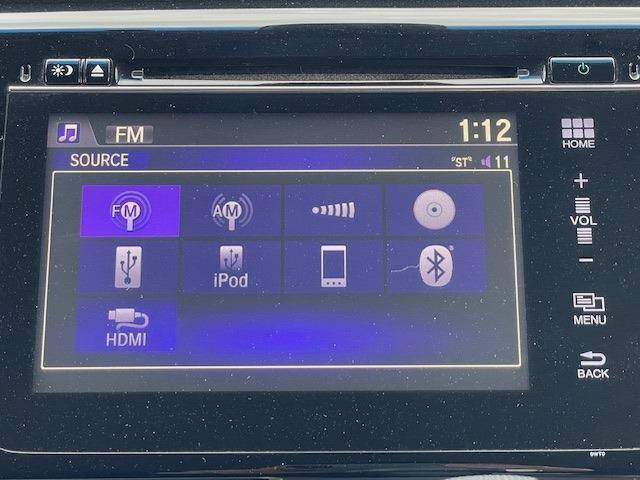 FM 1:12
SOURCE "ST" 11
FM AM
iPod
HDMI
HOME
+
VOL
−
MENU
BACK